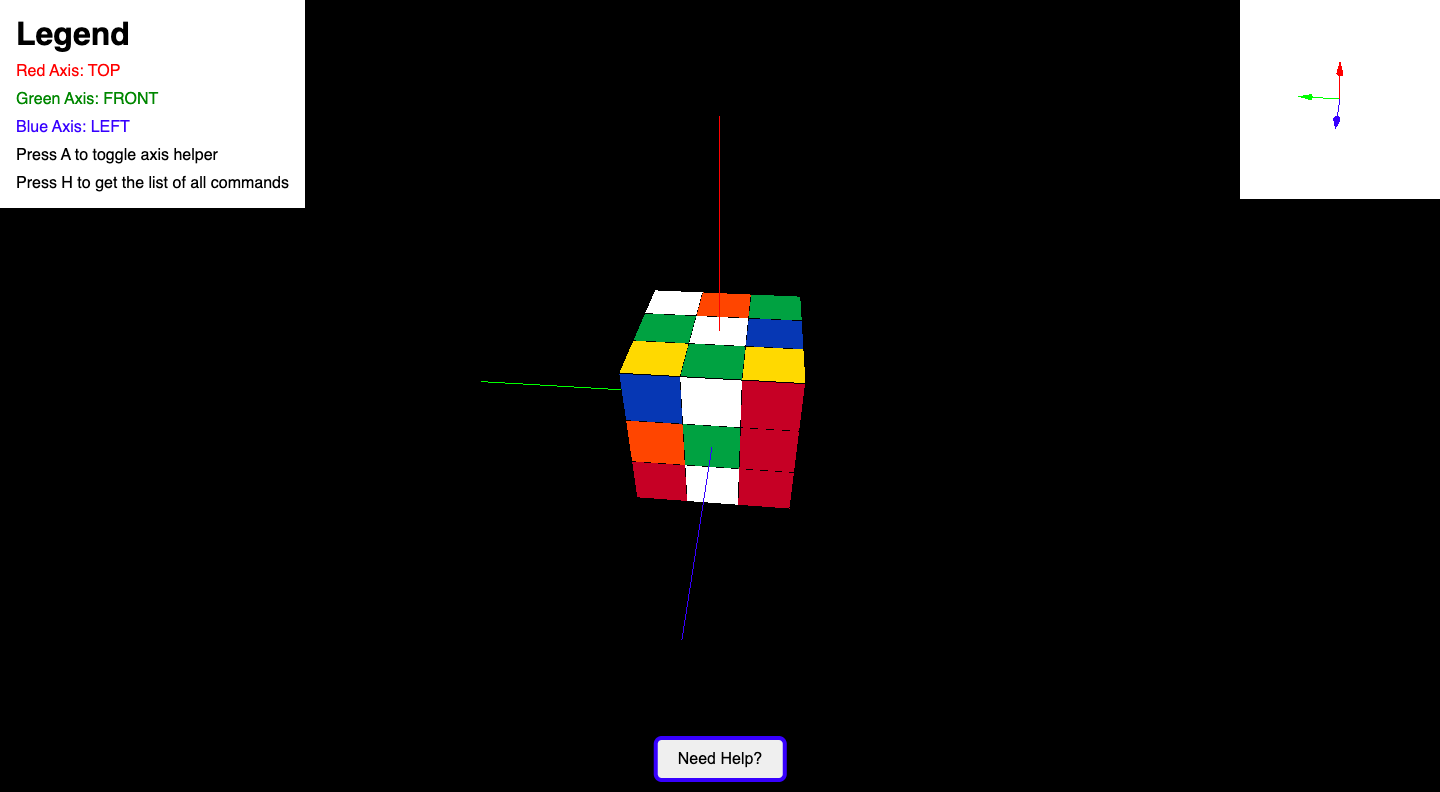 Legend
Red Axis: TOP
Green Axis: FRONT
Blue Axis: LEFT
Press A to toggle axis helper
Press H to get the list of all commands
Need Help?